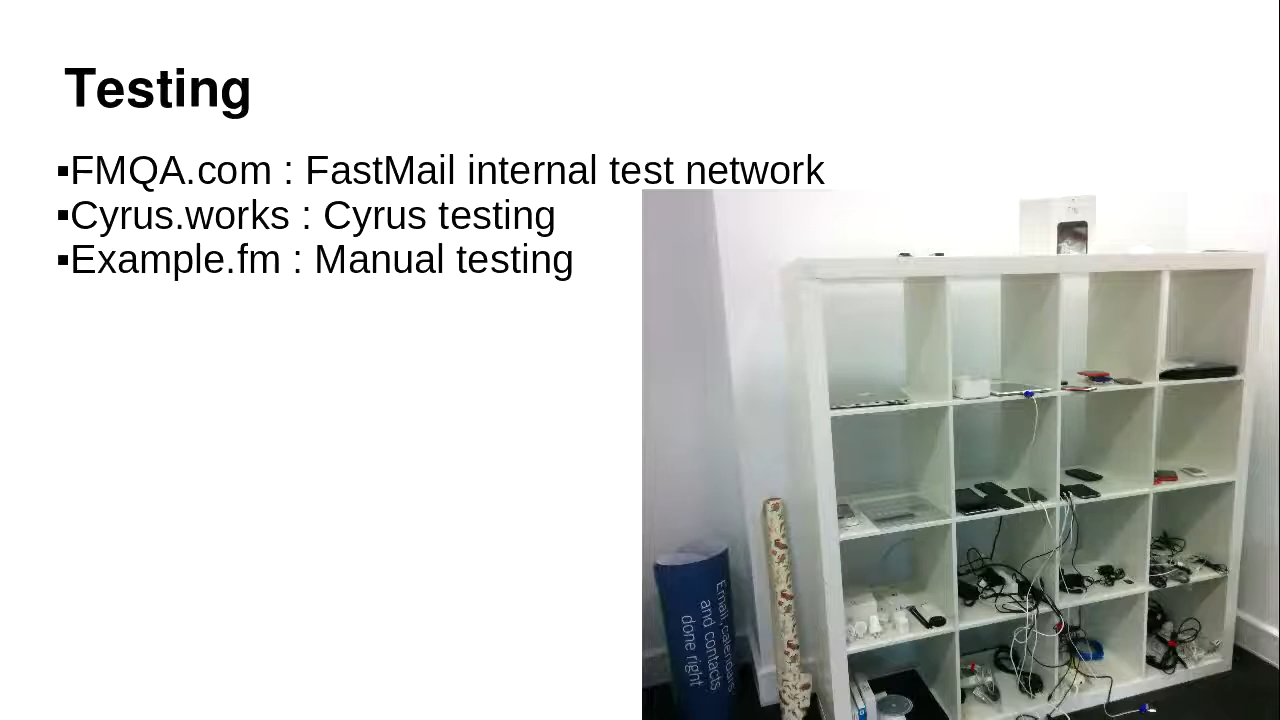 Testing
▪FMQA.com : FastMail internal test network
▪Cyrus.works : Cyrus testing
▪Example.fm : Manual testing
Email, calendars
and contacts
done right